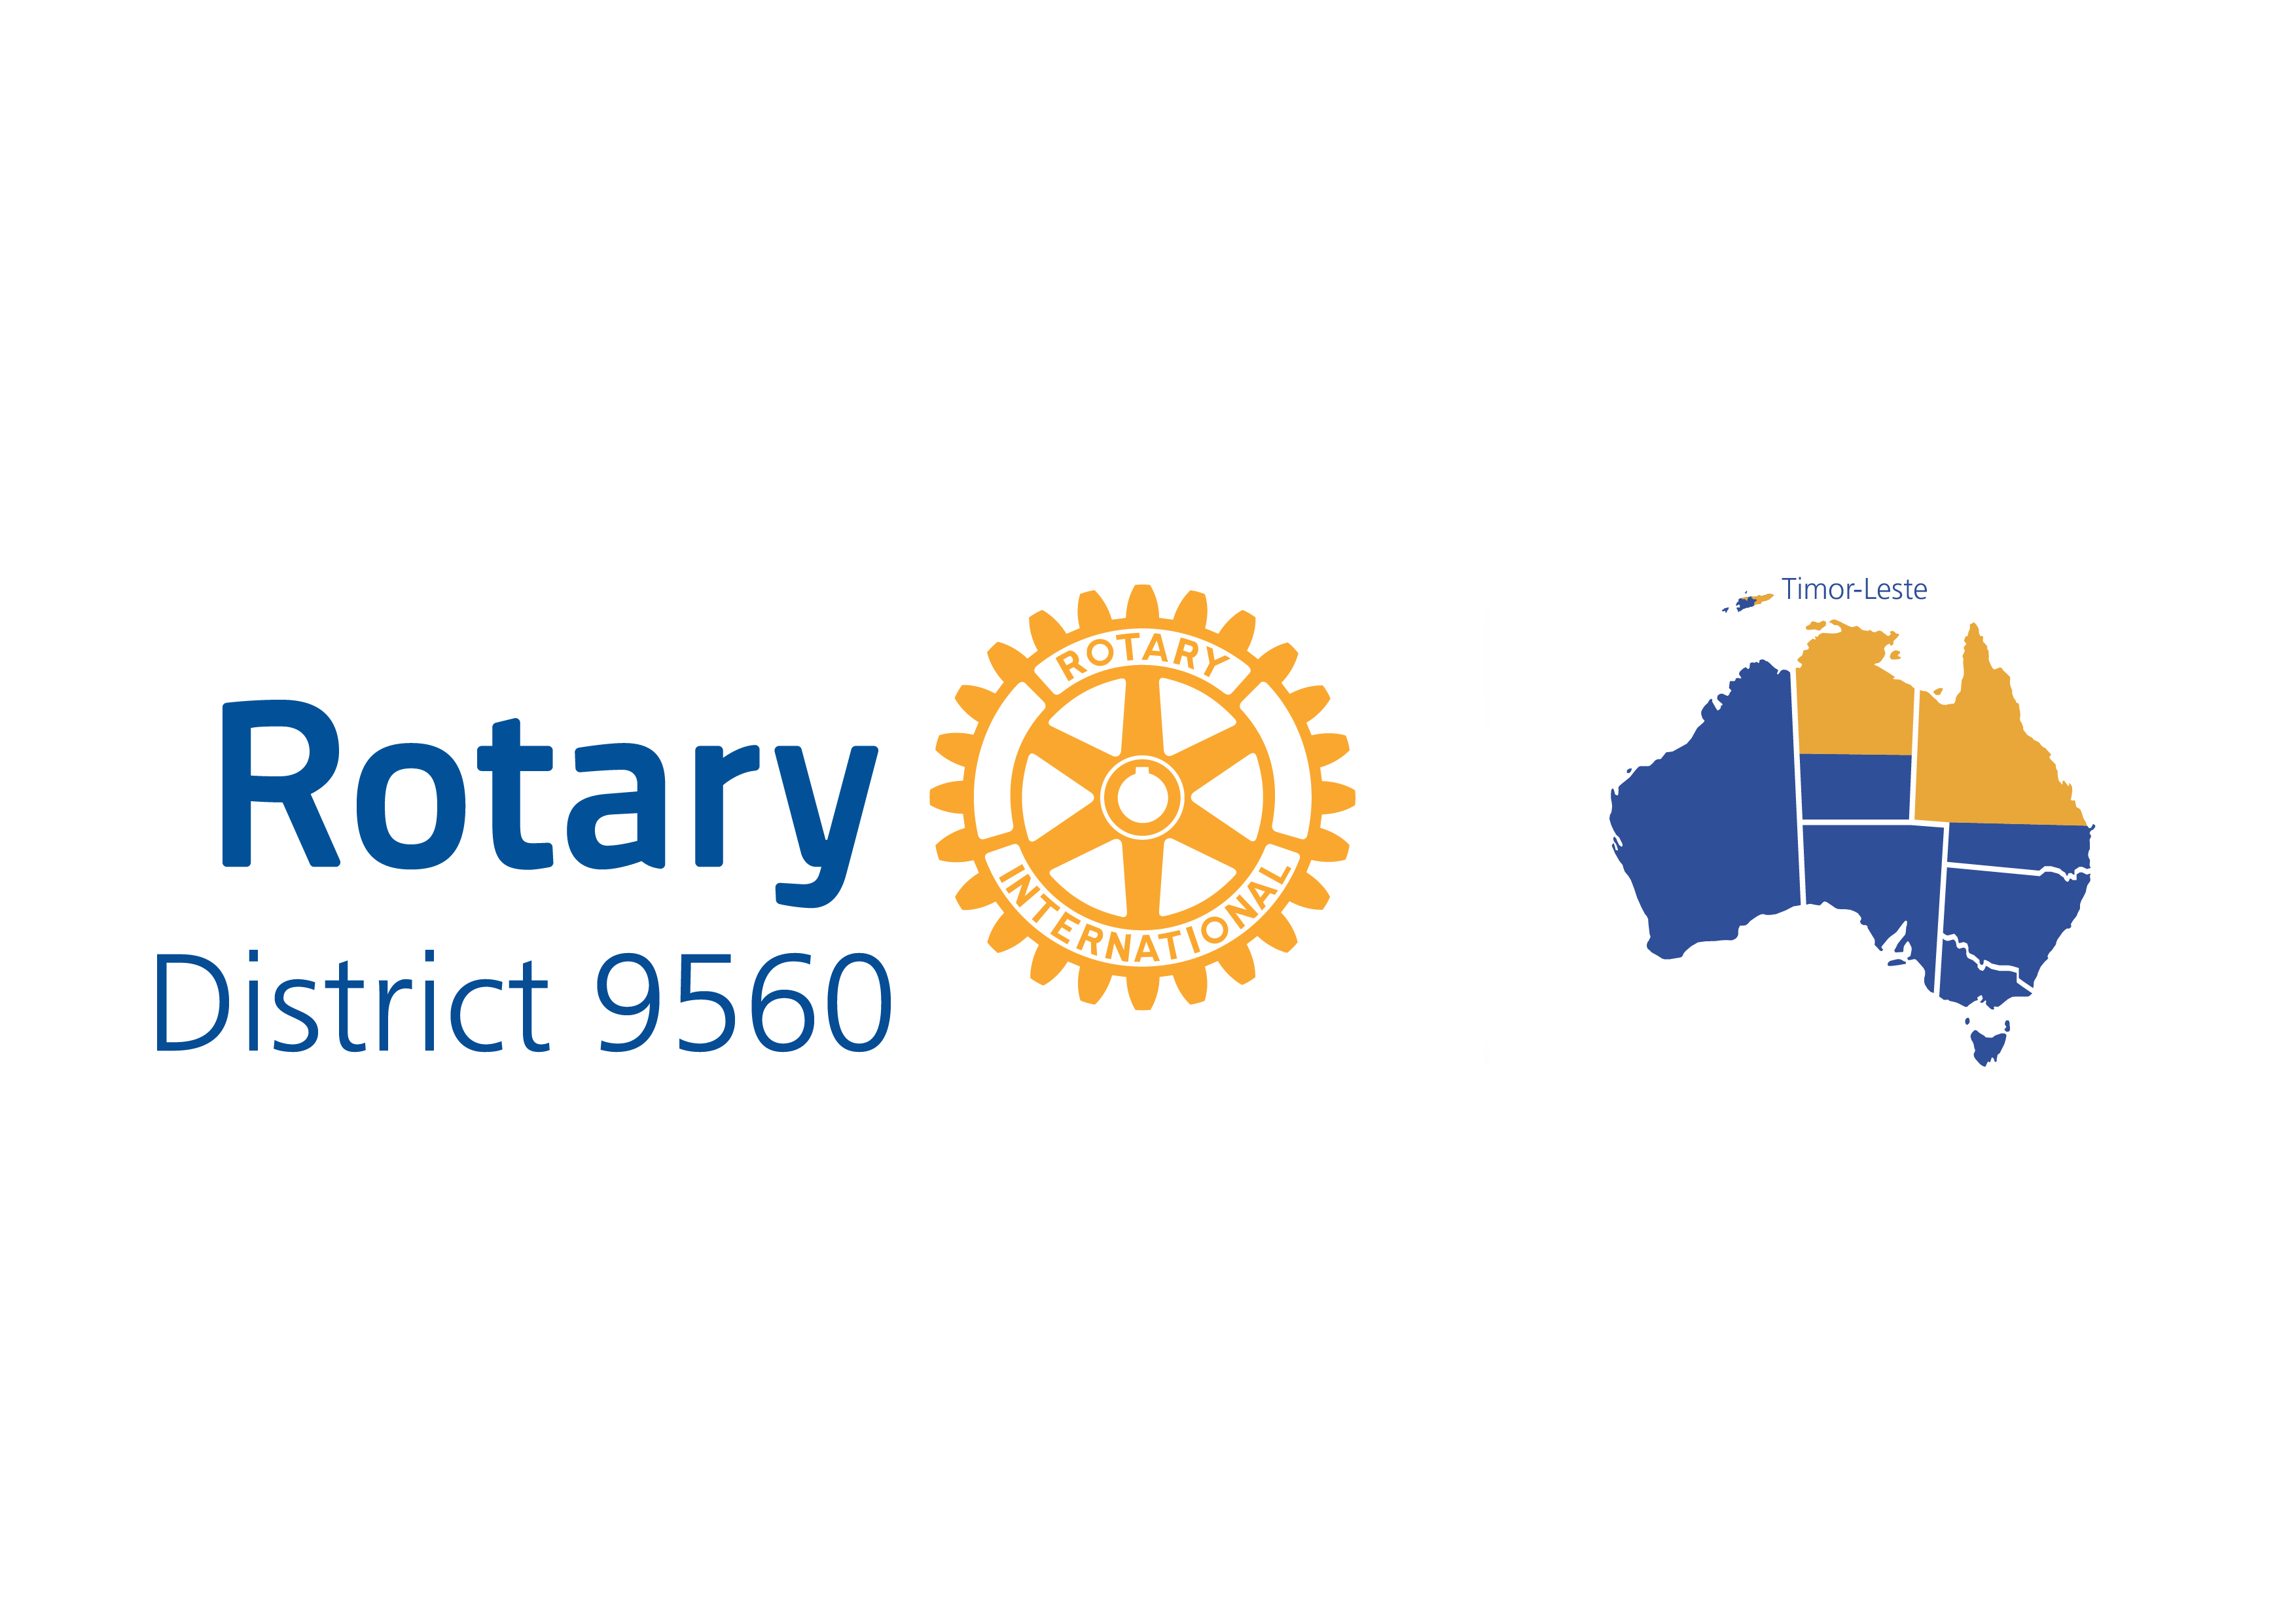 Rotary
District 9560
ROTARY
INTERNATIONAL
Timor-Leste